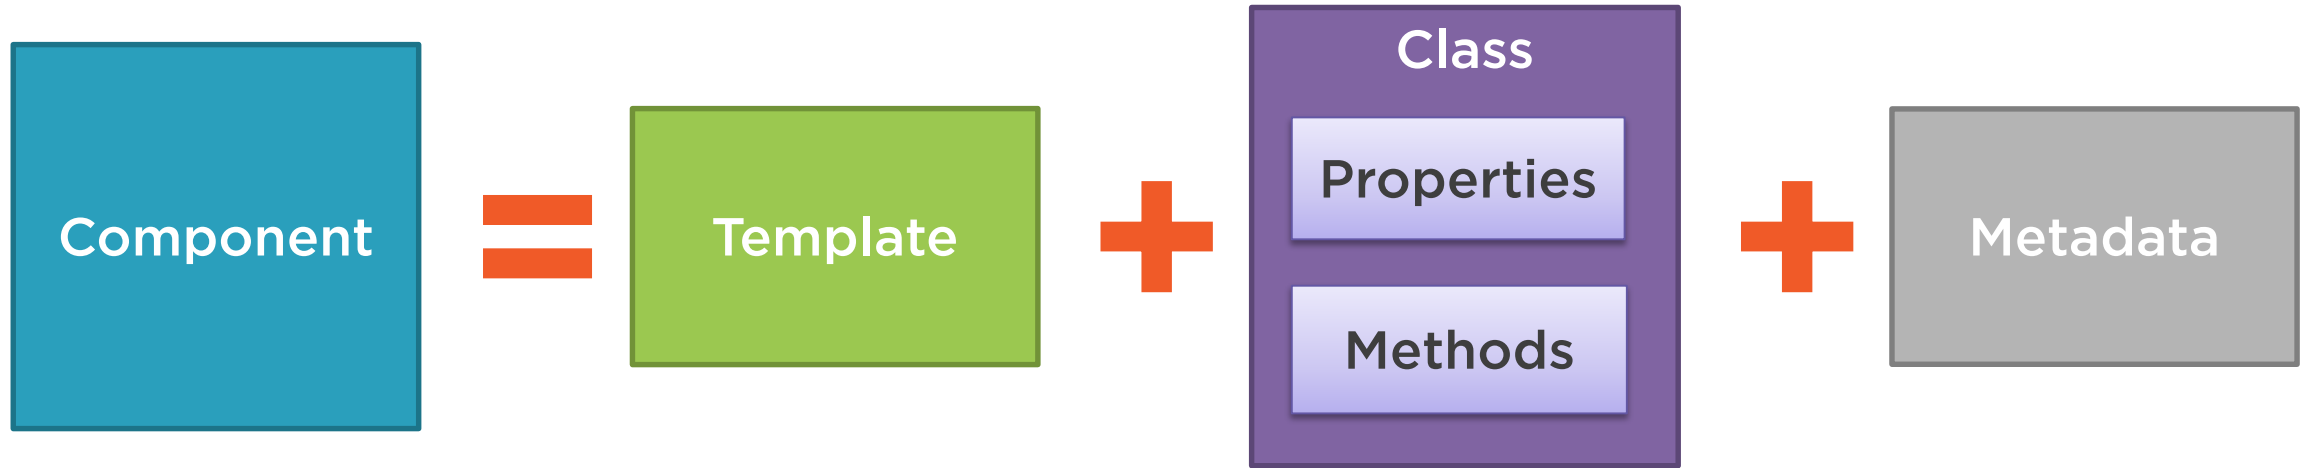 Component
Template
Class
Properties
Methods
Metadata